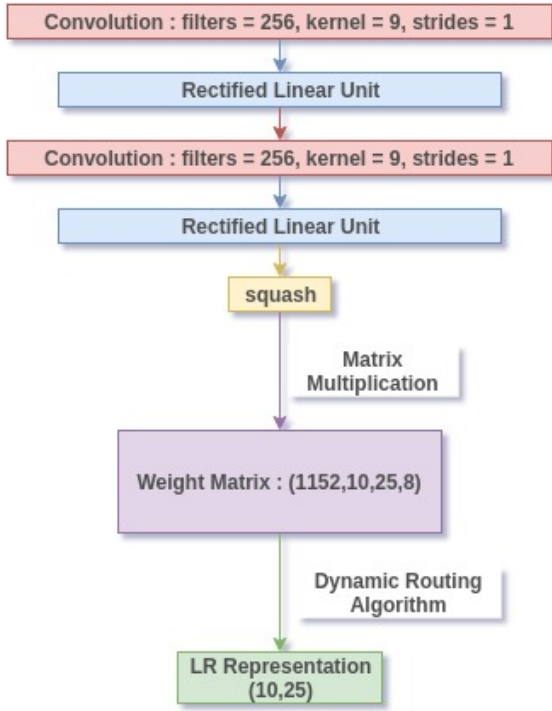 Convolution : filters = 256, kernel = 9, strides = 1
Rectified Linear Unit
Convolution : filters = 256, kernel = 9, strides = 1
Rectified Linear Unit
squash
Matrix
Multiplication
Weight Matrix : (1152,10,25,8)
Dynamic Routing
Algorithm
LR Representation
(10,25)